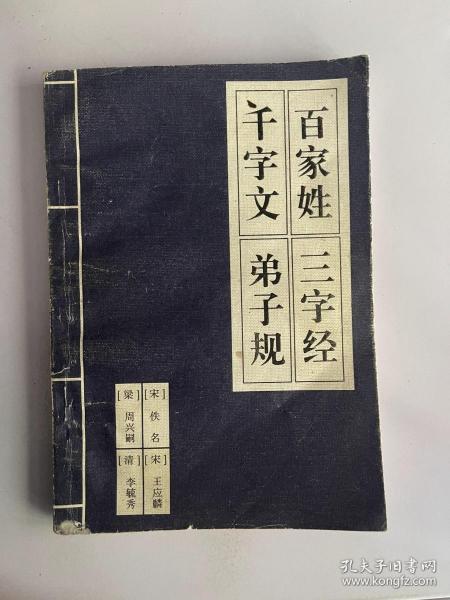 百家姓
三字经
千字文
弟子规
[宋] 佚名
[宋] 王应麟
[梁] 周兴嗣
[清] 李毓秀
孔夫子旧书网
www.kongfz.com